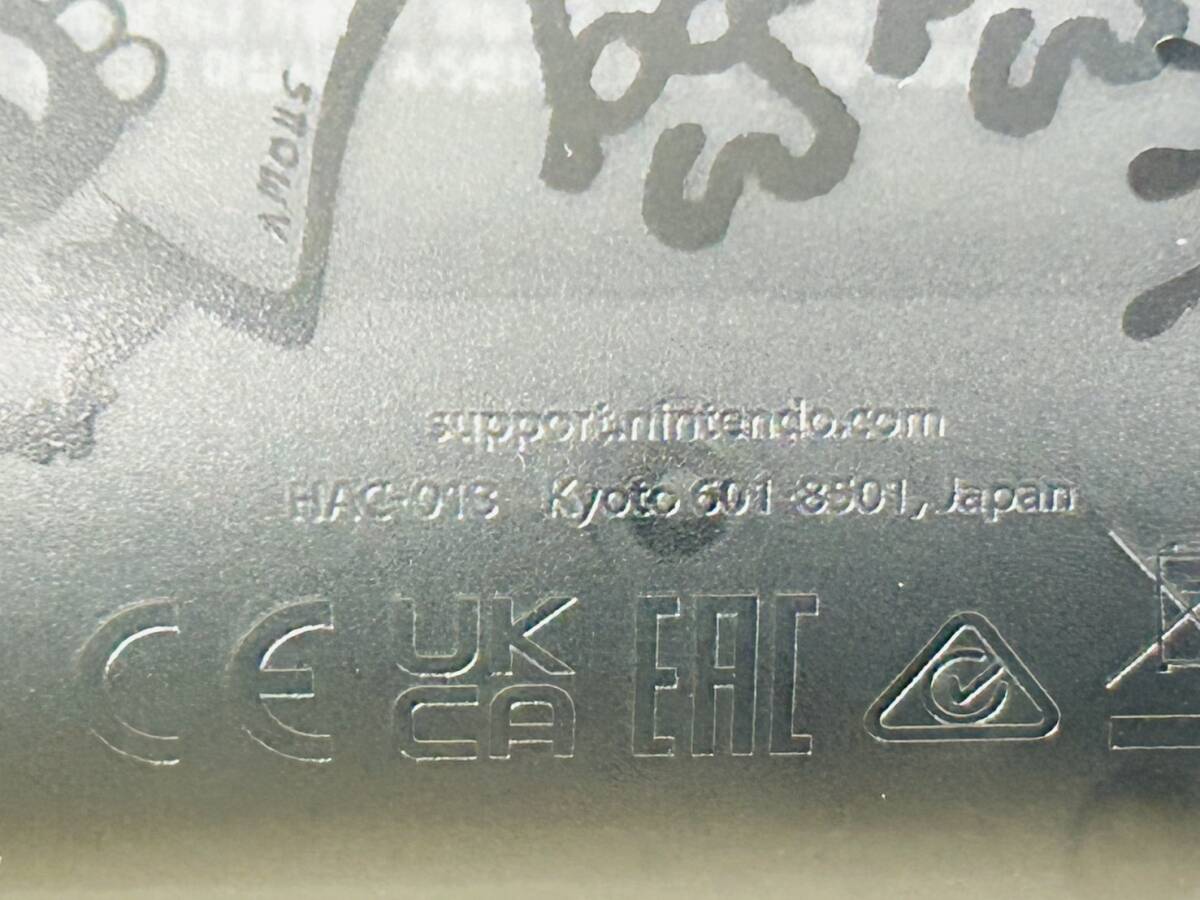 support.nintendo.com
HAC-013 Kyoto 601-8501, Japan
CE UK CA EAC